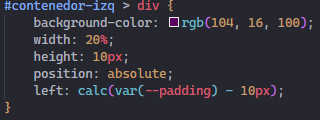 #contenedor-izq > div {
background-color: rgb(104, 16, 100);
width: 20%;
height: 10px;
position: absolute;
left: calc(var(--padding) - 10px);
}